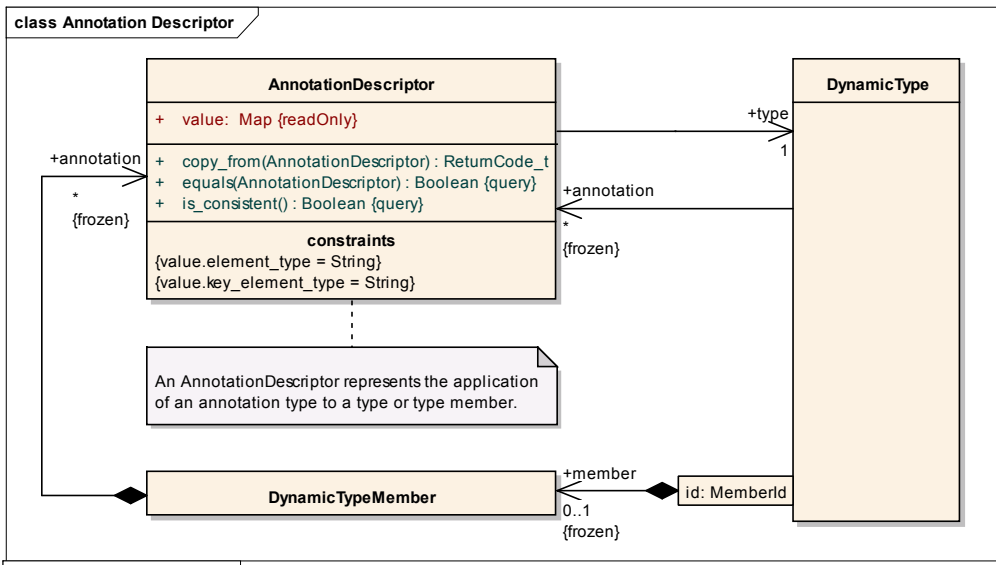 class Annotation Descriptor
AnnotationDescriptor
+ value: Map {readOnly}
+ copy_from(AnnotationDescriptor) : ReturnCode_t
+ equals(AnnotationDescriptor) : Boolean {query}
+ is_consistent() : Boolean {query}
constraints
{value.element_type = String}
{value.key_element_type = String}
DynamicType
+type
1
+annotation
*
{frozen}
+annotation
*
{frozen}
An AnnotationDescriptor represents the application
of an annotation type to a type or type member.
DynamicTypeMember
+member
0..1
{frozen}
id: MemberId